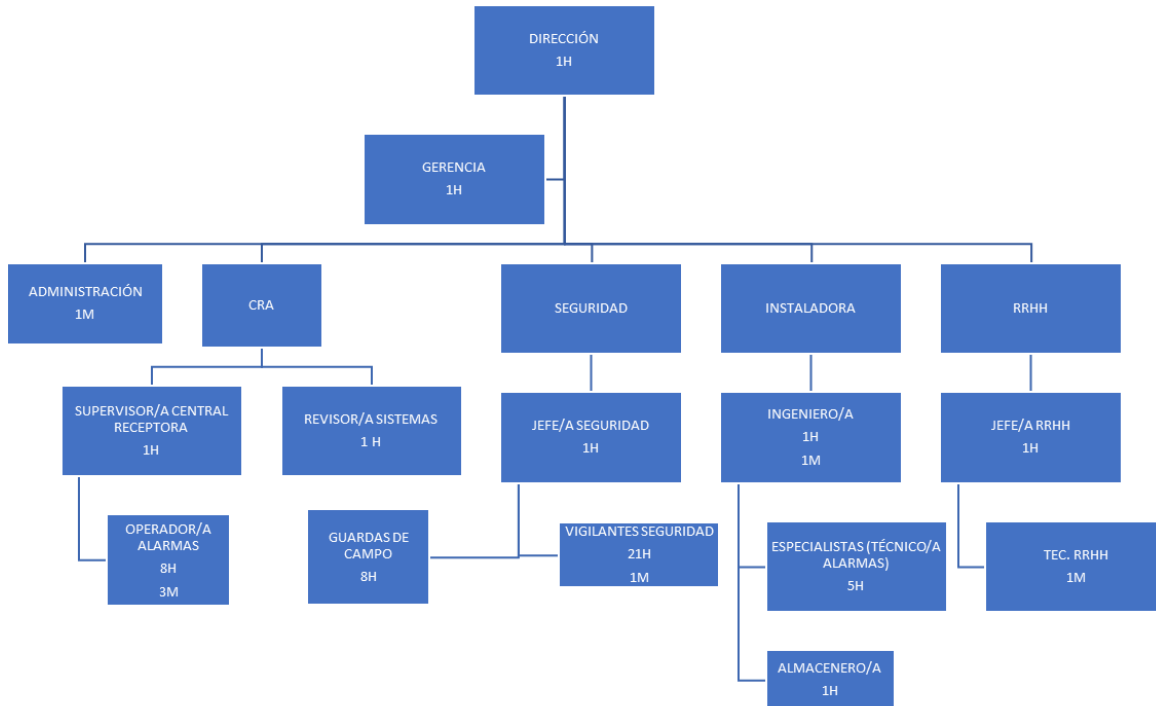 DIRECCIÓN
1H
GERENCIA
1H
ADMINISTRACIÓN
1M
CRA
SEGURIDAD
INSTALADORA
RRHH
SUPERVISOR/A CENTRAL
RECEPTORA
1H
REVISOR/A SISTEMAS
1 H
JEFE/A SEGURIDAD
1H
INGENIERO/A
1H
1M
JEFE/A RRHH
1H
OPERADOR/A
ALARMAS
8H
3M
GUARDAS DE
CAMPO
8H
VIGILANTES SEGURIDAD
21H
1M
ESPECIALISTAS (TÉCNICO/A
ALARMAS)
5H
TEC. RRHH
1M
ALMACENERO/A
1H